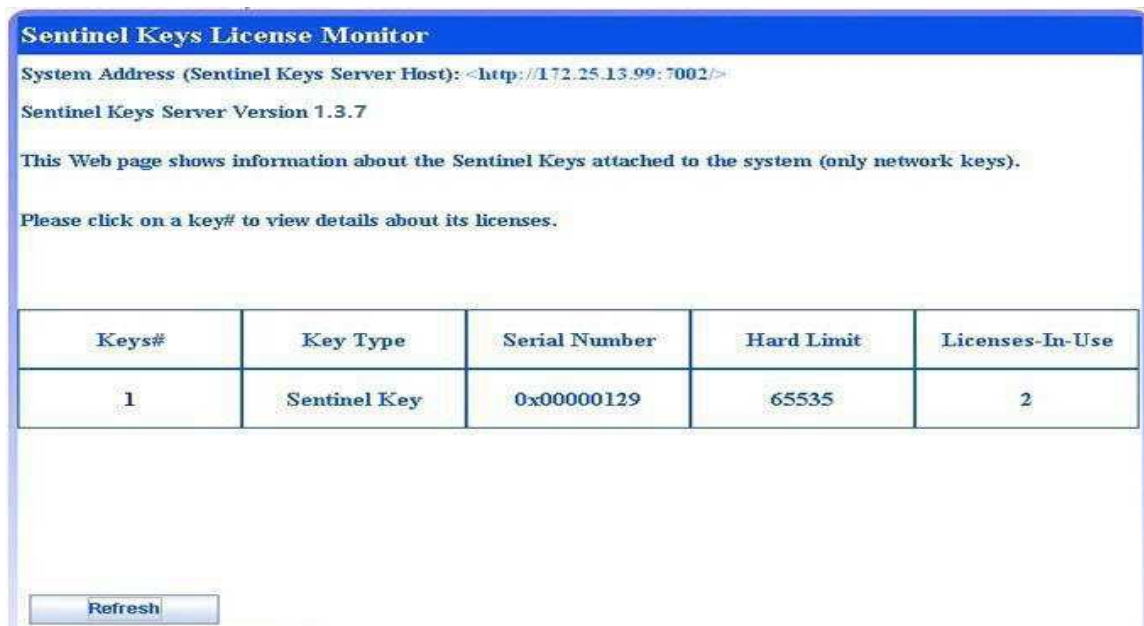 Sentinel Keys License Monitor
System Address (Sentinel Keys Server Host): <http://172.25.13.99:7002/>
Sentinel Keys Server Version 1.3.7
This Web page shows information about the Sentinel Keys attached to the system (only network keys).
Please click on a key# to view details about its licenses.
Keys# Key Type Serial Number Hard Limit Licenses-In-Use
1 Sentinel Key 0x00000129 65535 2
Refresh